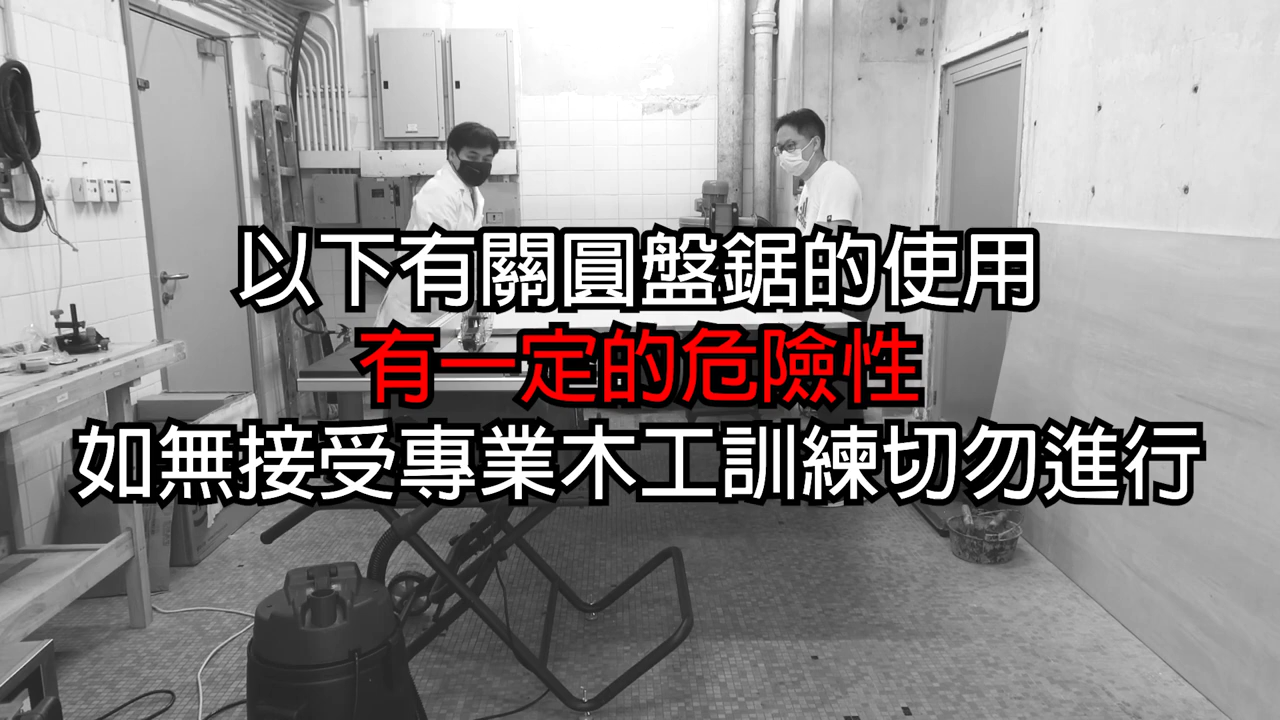 以下有關圓盤鋸的使用
有一定的危險性
如無接受專業木工訓練切勿進行